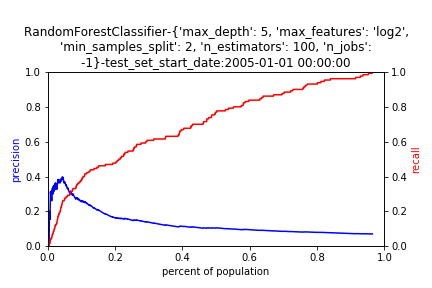 RandomForestClassifier-{'max_depth': 5, 'max_features': 'log2',
'min_samples_split': 2, 'n_estimators': 100, 'n_jobs':
-1}-test_set_start_date:2005-01-01 00:00:00
1.0
0.8
0.6
0.4
0.2
0.0
precision
1.0
0.8
0.6
0.4
0.2
0.0
recall
0.0 0.2 0.4 0.6 0.8 1.0
percent of population